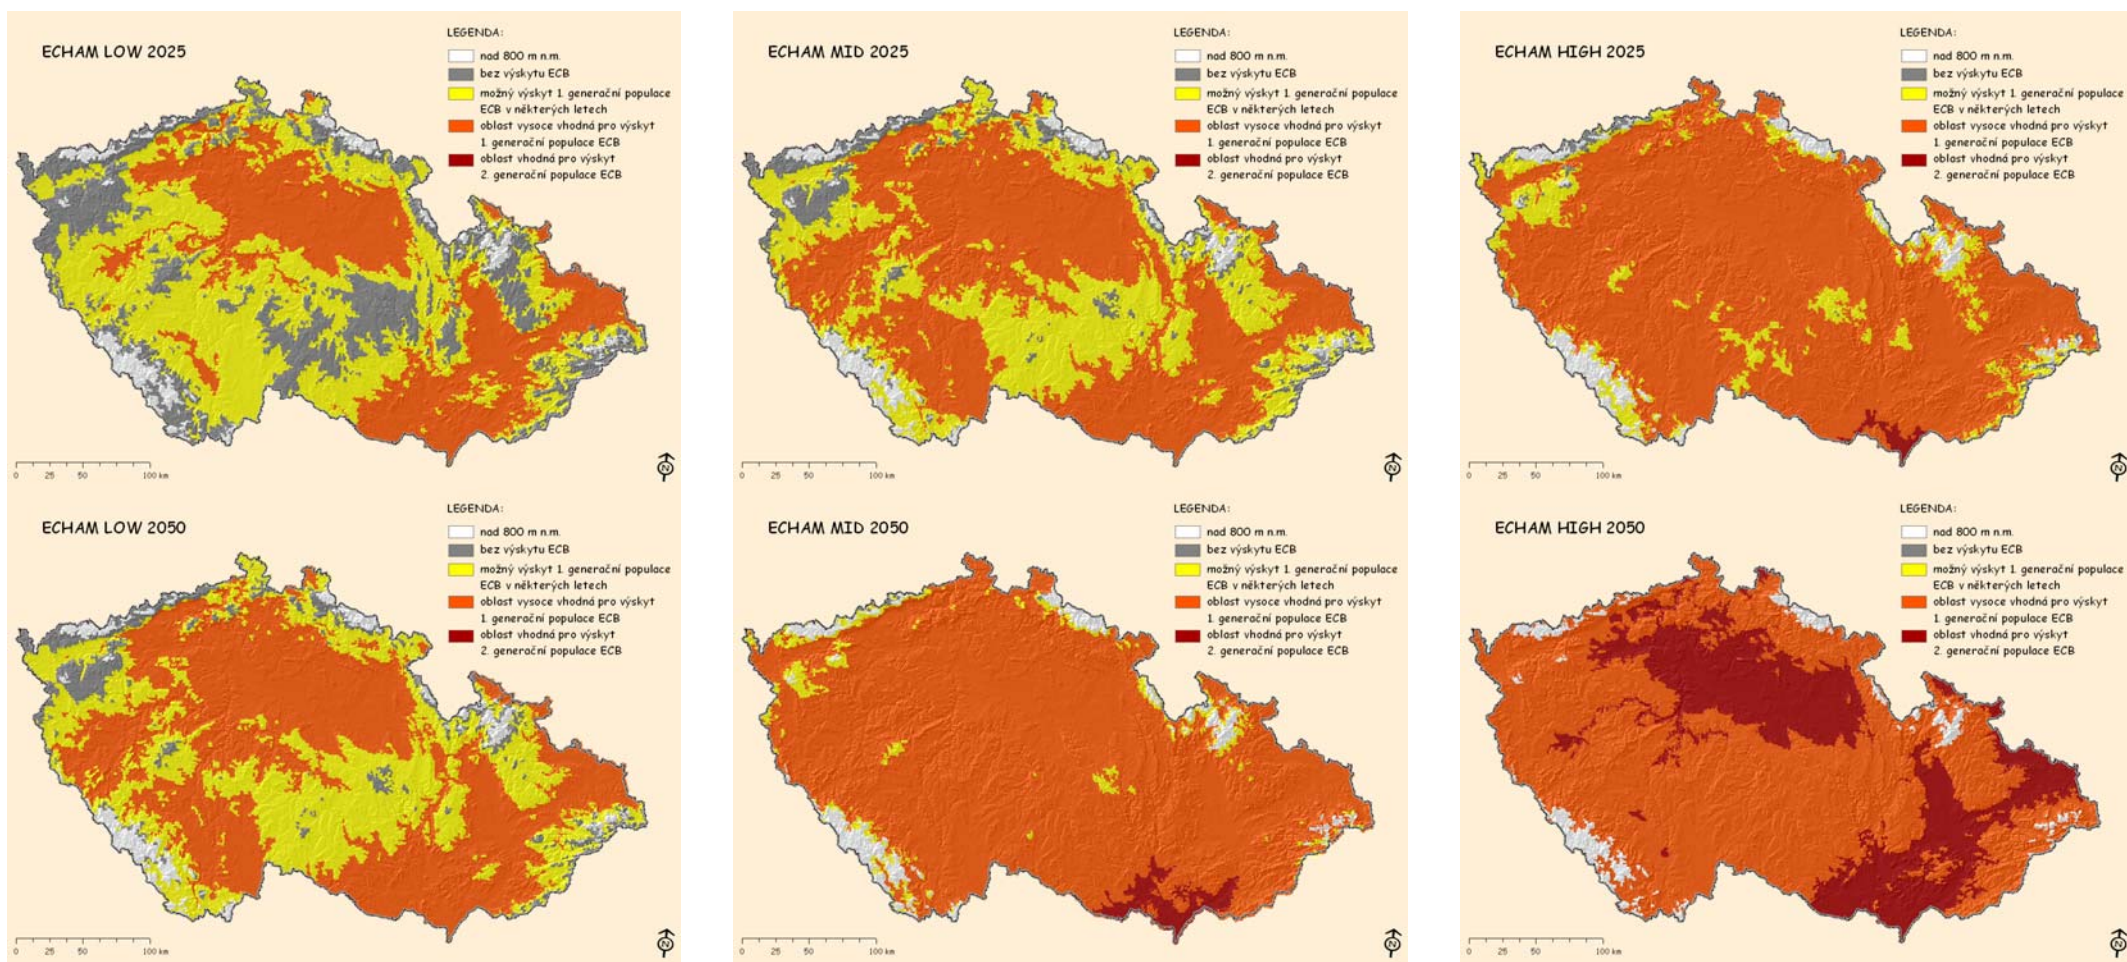 ECHAM LOW 2025
LEGENDA:
nad 800 m n.m.
bez výskytu ECB
možný výskyt 1. generační populace
ECB v některých letech
oblast vysoce vhodná pro výskyt
1. generační populace ECB
oblast vhodná pro výskyt
2. generační populace ECB
0 25 50 100 km
N
ECHAM MID 2025
LEGENDA:
nad 800 m n.m.
bez výskytu ECB
možný výskyt 1. generační populace
ECB v některých letech
oblast vysoce vhodná pro výskyt
1. generační populace ECB
oblast vhodná pro výskyt
2. generační populace ECB
0 25 50 100 km
N
ECHAM HIGH 2025
LEGENDA:
nad 800 m n.m.
bez výskytu ECB
možný výskyt 1. generační populace
ECB v některých letech
oblast vysoce vhodná pro výskyt
1. generační populace ECB
oblast vhodná pro výskyt
2. generační populace ECB
0 25 50 100 km
N
ECHAM LOW 2050
LEGENDA:
nad 800 m n.m.
bez výskytu ECB
možný výskyt 1. generační populace
ECB v některých letech
oblast vysoce vhodná pro výskyt
1. generační populace ECB
oblast vhodná pro výskyt
2. generační populace ECB
0 25 50 100 km
N
ECHAM MID 2050
LEGENDA:
nad 800 m n.m.
bez výskytu ECB
možný výskyt 1. generační populace
ECB v některých letech
oblast vysoce vhodná pro výskyt
1. generační populace ECB
oblast vhodná pro výskyt
2. generační populace ECB
0 25 50 100 km
N
ECHAM HIGH 2050
LEGENDA:
nad 800 m n.m.
bez výskytu ECB
možný výskyt 1. generační populace
ECB v některých letech
oblast vysoce vhodná pro výskyt
1. generační populace ECB
oblast vhodná pro výskyt
2. generační populace ECB
0 25 50 100 km
N